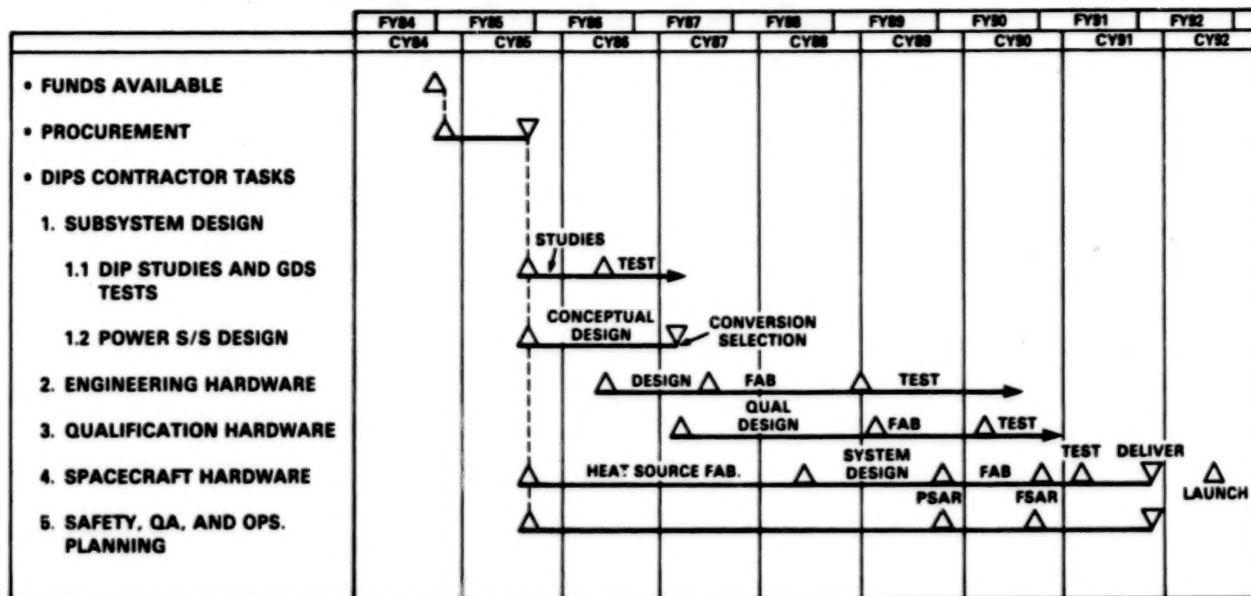 FY84 FY85 FY86 FY87 FY88 FY89 FY90 FY91 FY92
CY84 CY85 CY86 CY87 CY88 CY89 CY90 CY91 CY92
• FUNDS AVAILABLE
• PROCUREMENT
• DIPS CONTRACTOR TASKS
1. SUBSYSTEM DESIGN
STUDIES
1.1 DIP STUDIES AND GDS
TESTS
TEST
1.2 POWER S/S DESIGN
CONCEPTUAL
DESIGN
CONVERSION
SELECTION
2. ENGINEERING HARDWARE
DESIGN FAB TEST
3. QUALIFICATION HARDWARE
QUAL
DESIGN
FAB TEST
4. SPACECRAFT HARDWARE
HEAT SOURCE FAB.
SYSTEM
DESIGN
FAB
TEST DELIVER
LAUNCH
5. SAFETY, QA, AND OPS.
PLANNING
PSAR FSAR